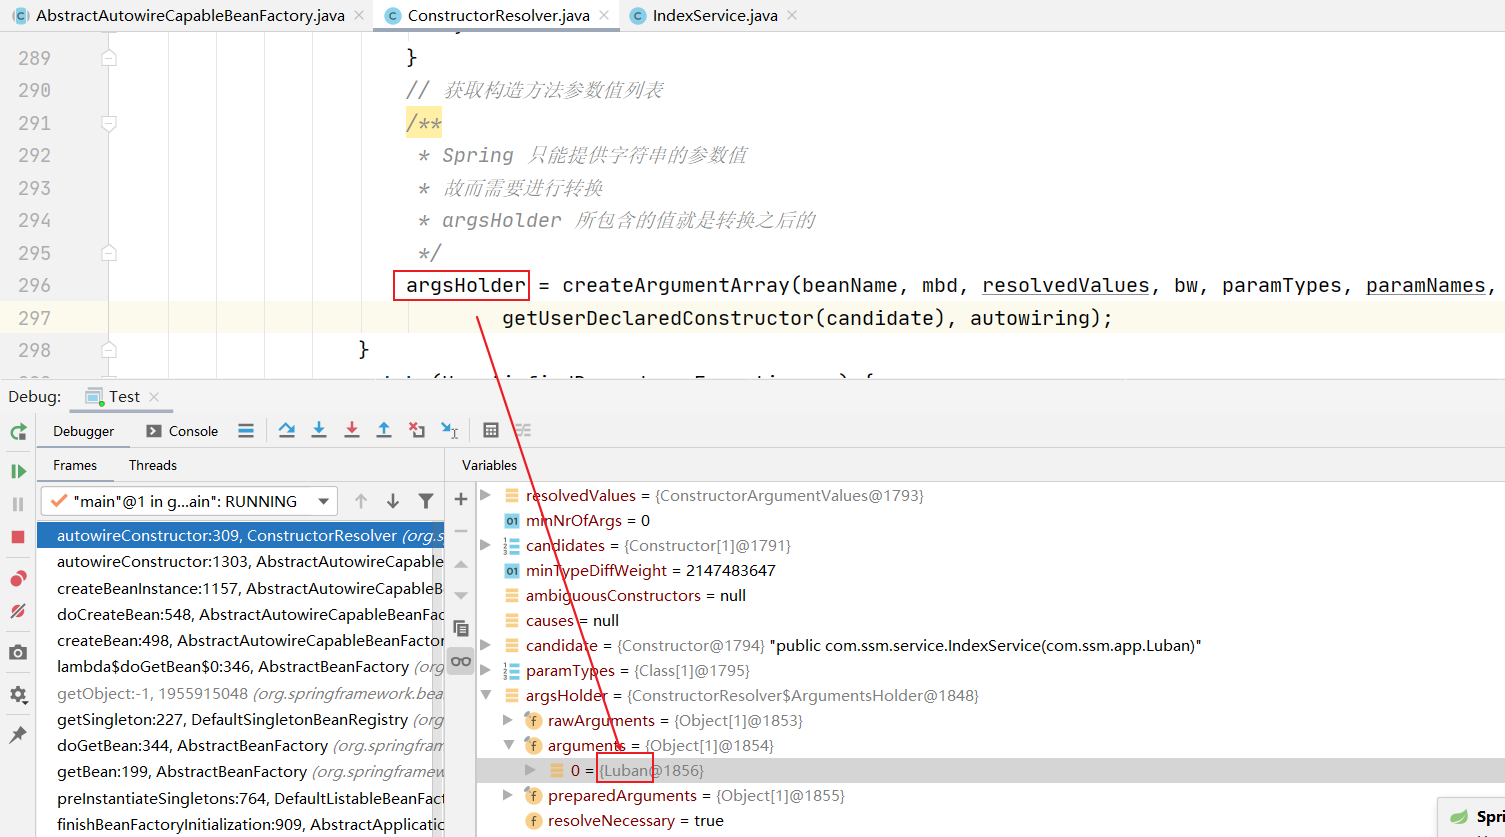 AbstractAutowireCapableBeanFactory.java
ConstructorResolver.java
IndexService.java
289 }
290 // 获取构造方法参数值列表
291 /**
292 * Spring 只能提供字符串的参数值
293 * 故而需要进行转换
294 * argsHolder 所包含的值就是转换之后的
295 */
296 argsHolder = createArgumentArray(beanName, mbd, resolvedValues, bw, paramTypes, paramNames,
297 getUserDeclaredConstructor(candidate), autowiring);
298 }
Debug: Test
Debugger Console
Frames Threads
"main"@1 in g...ain": RUNNING
autowireConstructor:309, ConstructorResolver (org.s
autowireConstructor:1303, AbstractAutowireCapable
createBeanInstance:1157, AbstractAutowireCapableB
doCreateBean:548, AbstractAutowireCapableBeanFac
createBean:498, AbstractAutowireCapableBeanFactor
lambda$doGetBean$0:346, AbstractBeanFactory (org
getObject:-1, 1955915048 (org.springframework.bea
getSingleton:227, DefaultSingletonBeanRegistry (org
doGetBean:344, AbstractBeanFactory (org.springfram
getBean:199, AbstractBeanFactory (org.springframew
preInstantiateSingletons:764, DefaultListableBeanFact
finishBeanFactoryInitialization:909, AbstractApplicatio
Variables
resolvedValues = {ConstructorArgumentValues@1793}
minNrOfArgs = 0
candidates = {Constructor[1]@1791}
minTypeDiffWeight = 2147483647
ambiguousConstructors = null
causes = null
candidate = {Constructor@1794} "public com.ssm.service.IndexService(com.ssm.app.Luban)"
paramTypes = {Class[1]@1795}
argsHolder = {ConstructorResolver$ArgumentsHolder@1848}
rawArguments = {Object[1]@1853}
arguments = {Object[1]@1854}
0 = {Luban@1856}
preparedArguments = {Object[1]@1855}
resolveNecessary = true
Spri